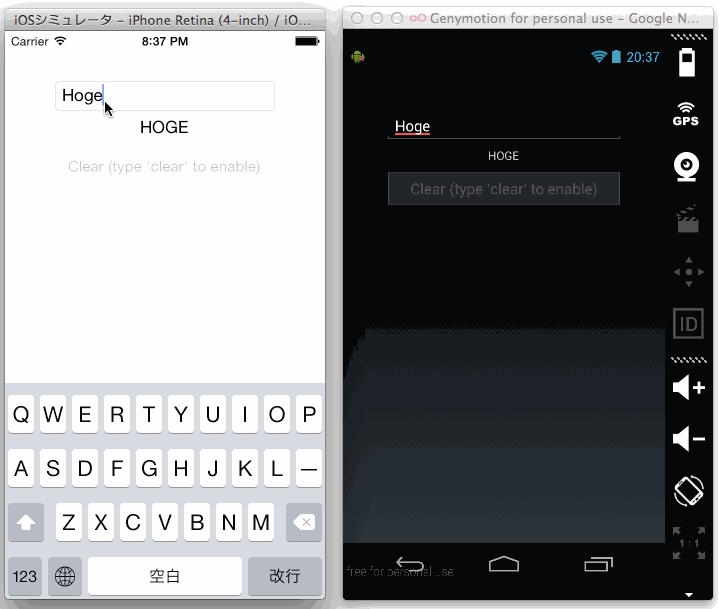 iOSシミュレータ – iPhone Retina (4-inch) / iO...
Carrier
8:37 PM
Hoge
HOGE
Clear (type 'clear' to enable)
Q W E R T Y U I O P
A S D F G H J K L —
Z X C V B N M
123
空白
改行
Genymotion for personal use – Google N...
20:37
GPS
Hoge
HOGE
Clear (type 'clear' to enable)
ID
1:1
free for personal use